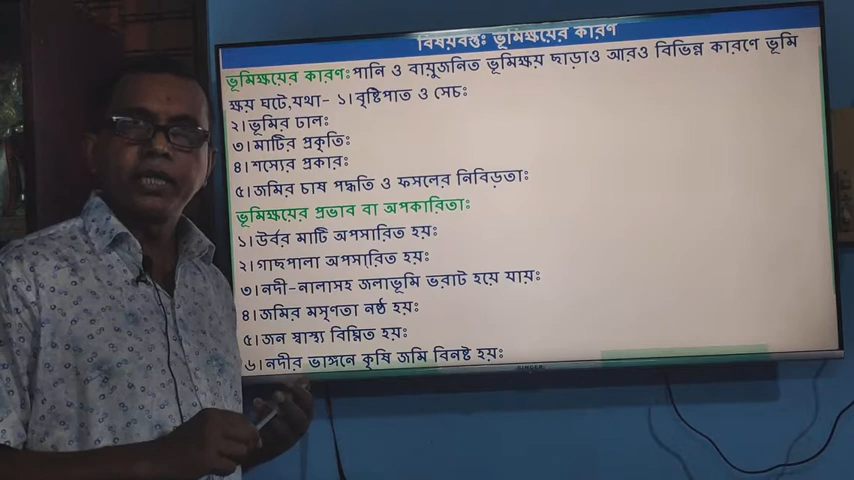 বিষয়বস্তুঃ ভূমিক্ষয়ের কারণ
ভূমিক্ষয়ের কারণঃ পানি ও বায়ুজনিত ভূমিক্ষয় ছাড়াও আরও বিভিন্ন কারণে ভূমি
ক্ষয় ঘটে,যথা- ১। বৃষ্টিপাত ও সেচঃ
২। ভূমির ঢালঃ
৩। মাটির প্রকৃতিঃ
৪। শস্যের প্রকারঃ
৫। জমির চাষ পদ্ধতি ও ফসলের নিবিড়তাঃ
ভূমিক্ষয়ের প্রভাব বা অপকারিতাঃ
১। উর্বর মাটি অপসারিত হয়ঃ
২। গাছপালা অপসারিত হয়ঃ
৩। নদী-নালাসহ জলাভূমি ভরাট হয়ে যায়ঃ
৪। জমির মসৃণতা নষ্ঠ হয়ঃ
৫। জন স্বাস্থ্য বিঘ্নিত হয়ঃ
৬। নদীর ভাঙ্গনে কৃষি জমি বিনষ্ট হয়ঃ
SINGER